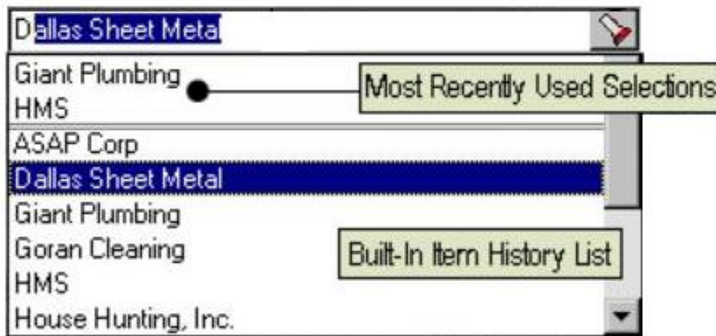 Dallas Sheet Metal
Giant Plumbing
HMS
Most Recently Used Selections
ASAP Corp
Dallas Sheet Metal
Giant Plumbing
Goran Cleaning
Built-In Item History List
HMS
House Hunting, Inc.